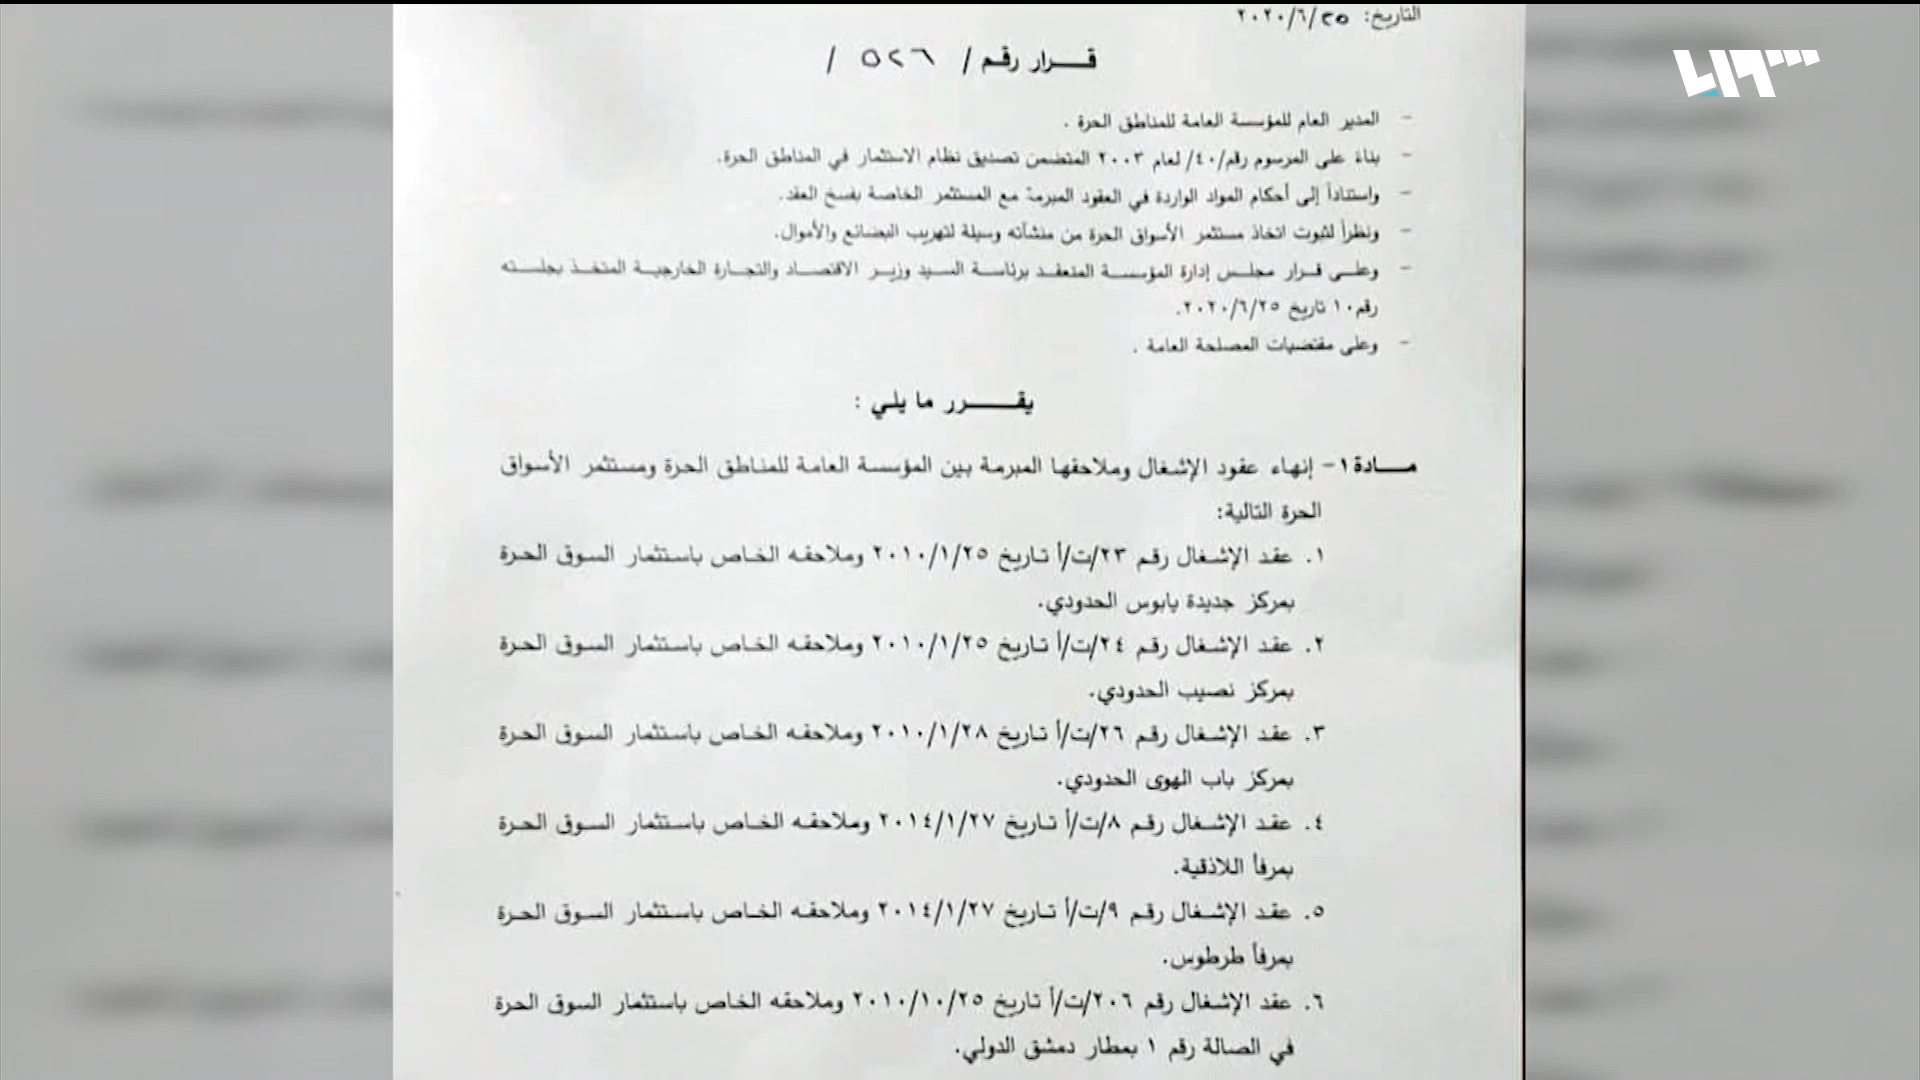 التاريخ: ٢٠٢٠/٦/٢٥
قـــرار رقم / ٥٢٦ /
- المدير العام للمؤسسة العامة للمناطق الحرة .
- بناءً على المرسوم رقم/٤٠/ لعام ٢٠٠٣ المتضمن تصديق نظام الاستثمار في المناطق الحرة.
- واستناداً إلى أحكام المواد الواردة في العقود المبرمة مع المستثمر الخاصة بفسخ العقد.
- ونظراً لثبوت اتخاذ مستثمر الأسواق الحرة من منشآته وسيلة لتهريب البضائع والأموال.
- وعلى قرار مجلس إدارة المؤسسة المنعقد برئاسة السيد وزير الاقتصاد والتجارة الخارجية المتخذ بجلسته
رقم١٠ تاريخ ٢٠٢٠/٦/٢٥.
- وعلى مقتضيات المصلحة العامة .
يقـــرر ما يلي :
مـــادة ١- إنهاء عقود الإشغال وملاحقها المبرمة بين المؤسسة العامة للمناطق الحرة ومستثمر الأسواق
الحرة التالية:
١. عقد الإشغال رقم ٢٣/ت/أ تاريخ ٢٠١٠/١/٢٥ وملاحقه الخاص باستثمار السوق الحرة
بمركز جديدة يابوس الحدودي.
٢. عقد الإشغال رقم ٢٤/ت/أ تاريخ ٢٠١٠/١/٢٥ وملاحقه الخاص باستثمار السوق الحرة
بمركز نصيب الحدودي.
٣. عقد الإشغال رقم ٢٦/ت/أ تاريخ ٢٠١٠/١/٢٨ وملاحقه الخاص باستثمار السوق الحرة
بمركز باب الهوى الحدودي.
٤. عقد الإشغال رقم ٨/ت/أ تاريخ ٢٠١٤/١/٢٧ وملاحقه الخاص باستثمار السوق الحرة
بمرفأ اللاذقية.
٥. عقد الإشغال رقم ٩/ت/أ تاريخ ٢٠١٤/١/٢٧ وملاحقه الخاص باستثمار السوق الحرة
بمرفأ طرطوس.
٦. عقد الإشغال رقم ٢٠٦/ت/أ تاريخ ٢٠١٠/١٠/٢٥ وملاحقه الخاص باستثمار السوق الحرة
في الصالة رقم ١ بمطار دمشق الدولي.